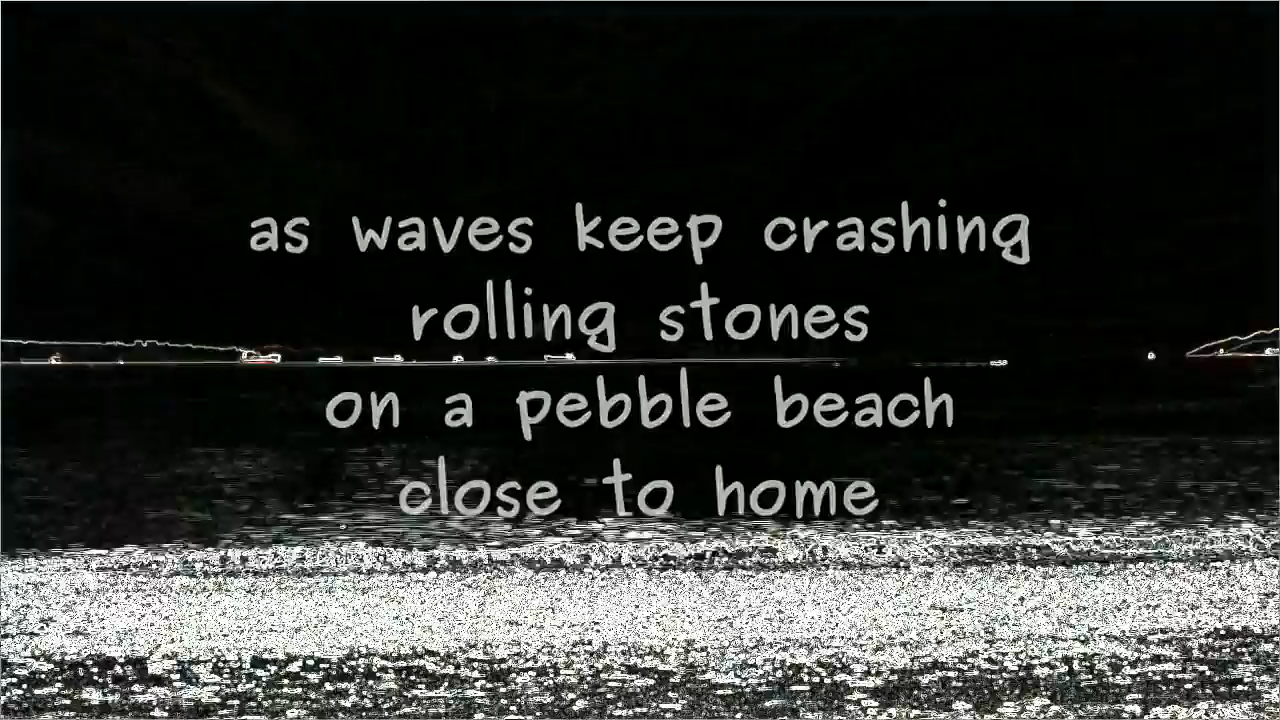 as waves keep crashing
rolling stones
on a pebble beach
close to home